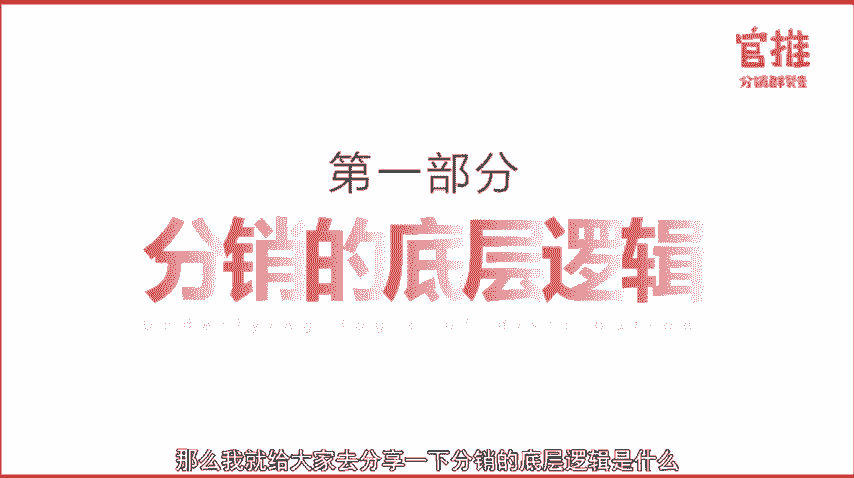 官推
分销群裂变
第一部分
分销的底层逻辑
Underlying logic of distribution
那么我就给大家去分享一下分销的底层逻辑是什么